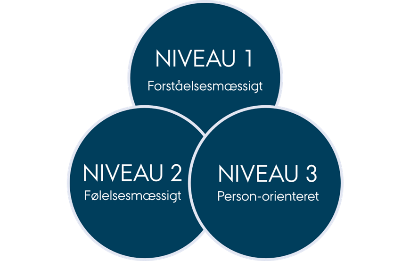 NIVEAU 1
Forståelsesmæssigt
NIVEAU 2
Følelsesmæssigt
NIVEAU 3
Person-orienteret